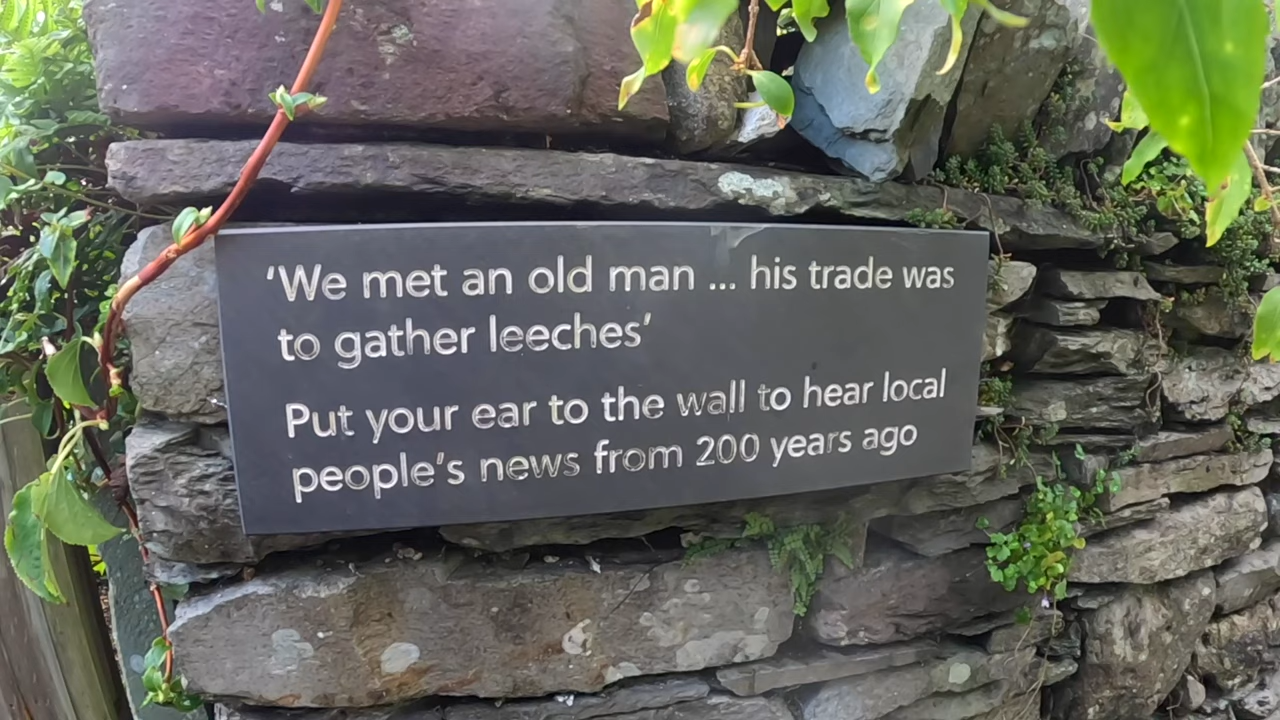 ‘We met an old man ... his trade was
to gather leeches’
Put your ear to the wall to hear local
people’s news from 200 years ago